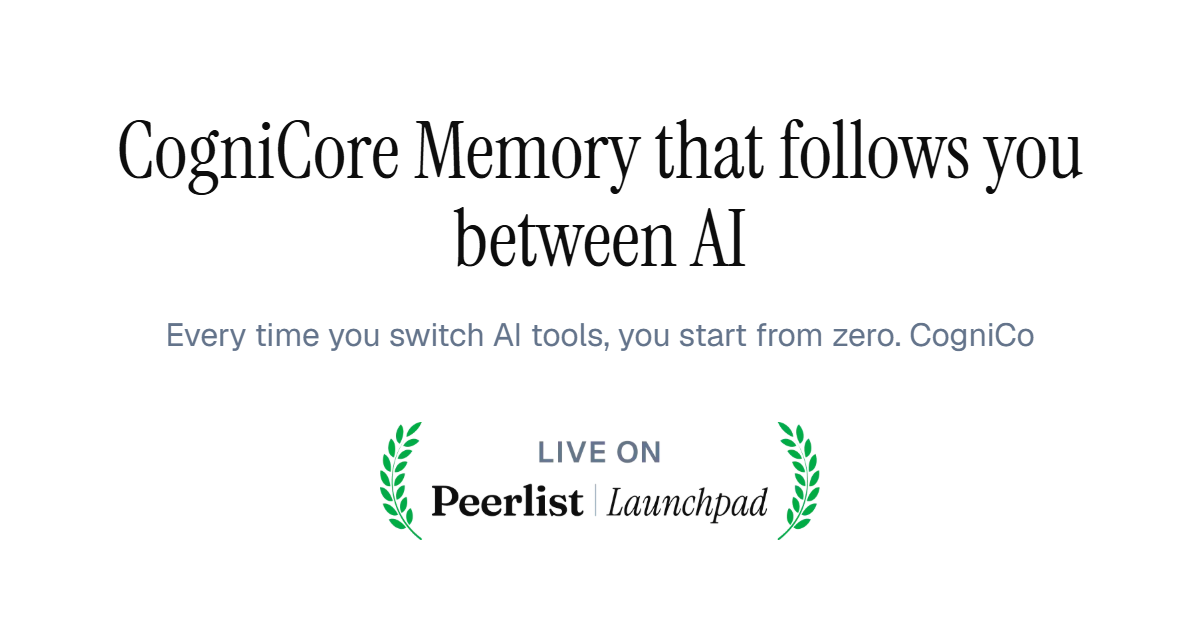 CogniCore Memory that follows you
between AI
Every time you switch AI tools, you start from zero. CogniCo
LIVE ON
Peerlist | Launchpad